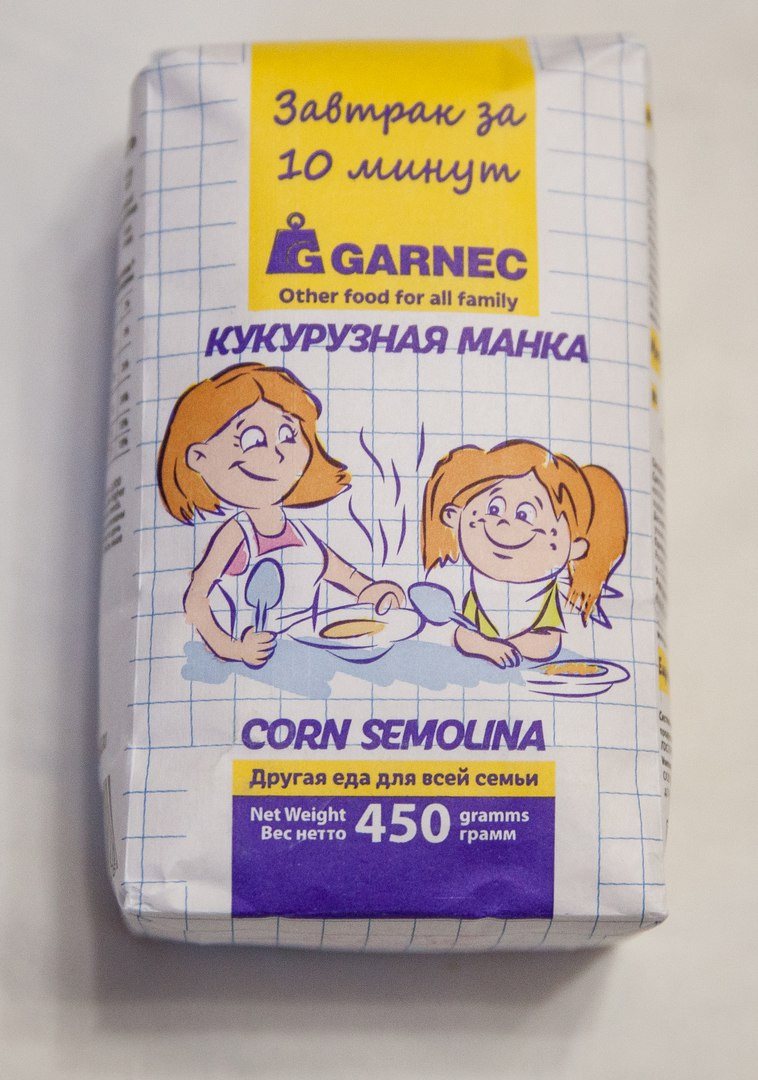 Завтрак за
10 минут
GARNEC
Other food for all family
КУКУРУЗНАЯ МАНКА
CORN SEMOLINA
Другая еда для всей семьи
Net Weight 450 gramms
Вес нетто грамм